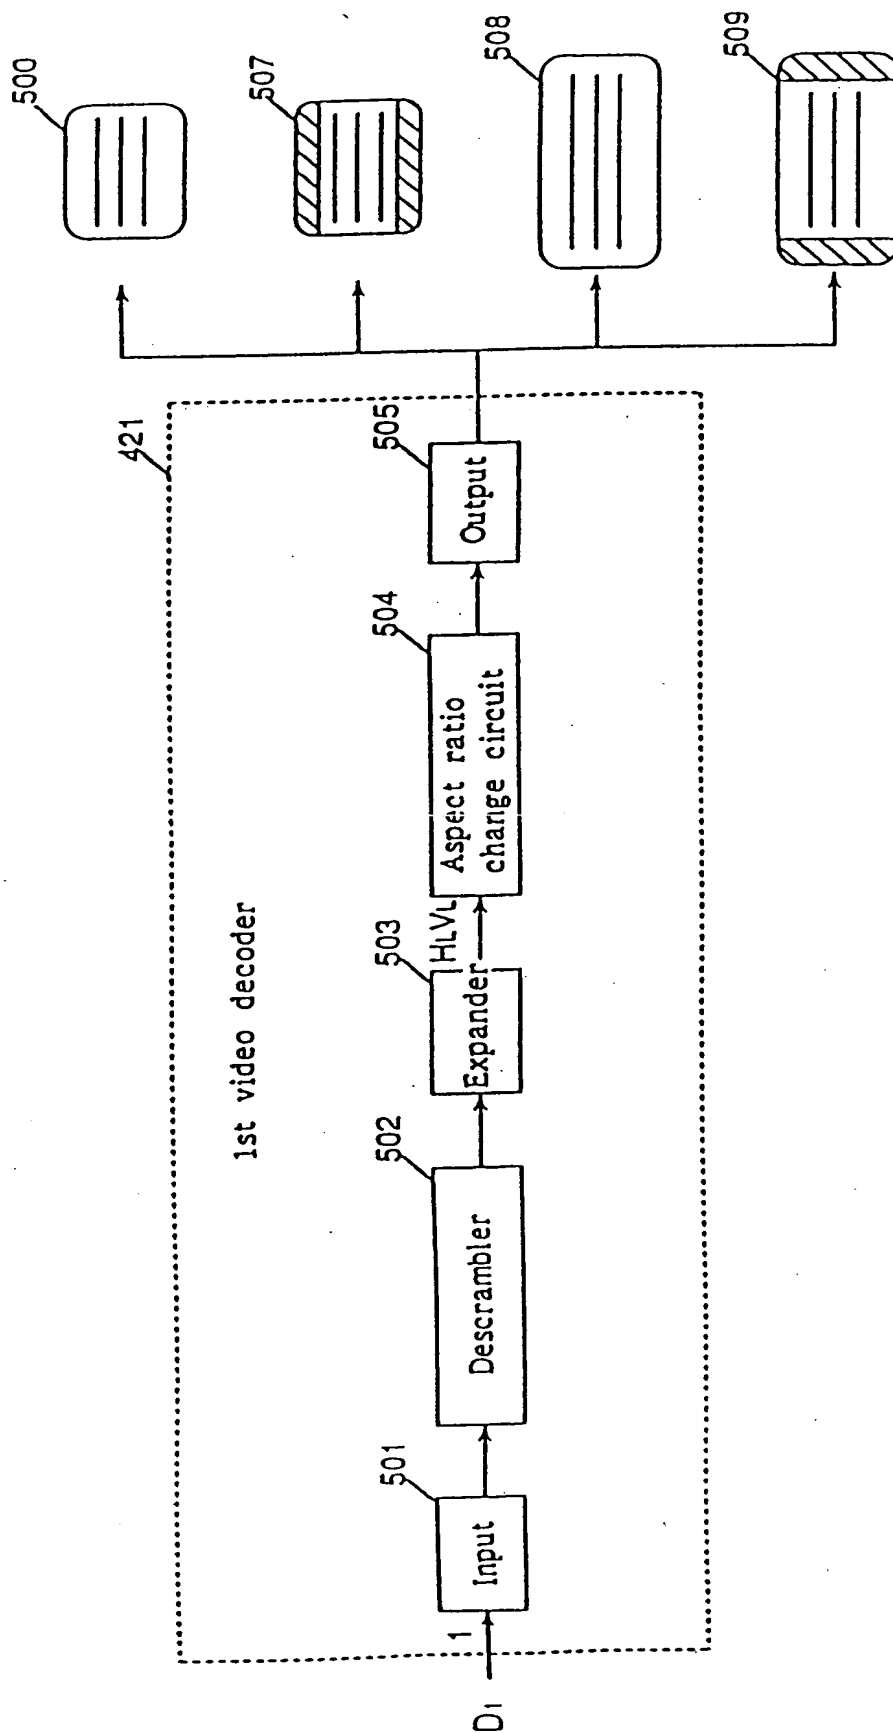 1st video decoder
421
D1
1
501
Input
502
Descrambler
503
Expander
HLVL
504
Aspect ratio
change circuit
505
Output
500
507
508
509